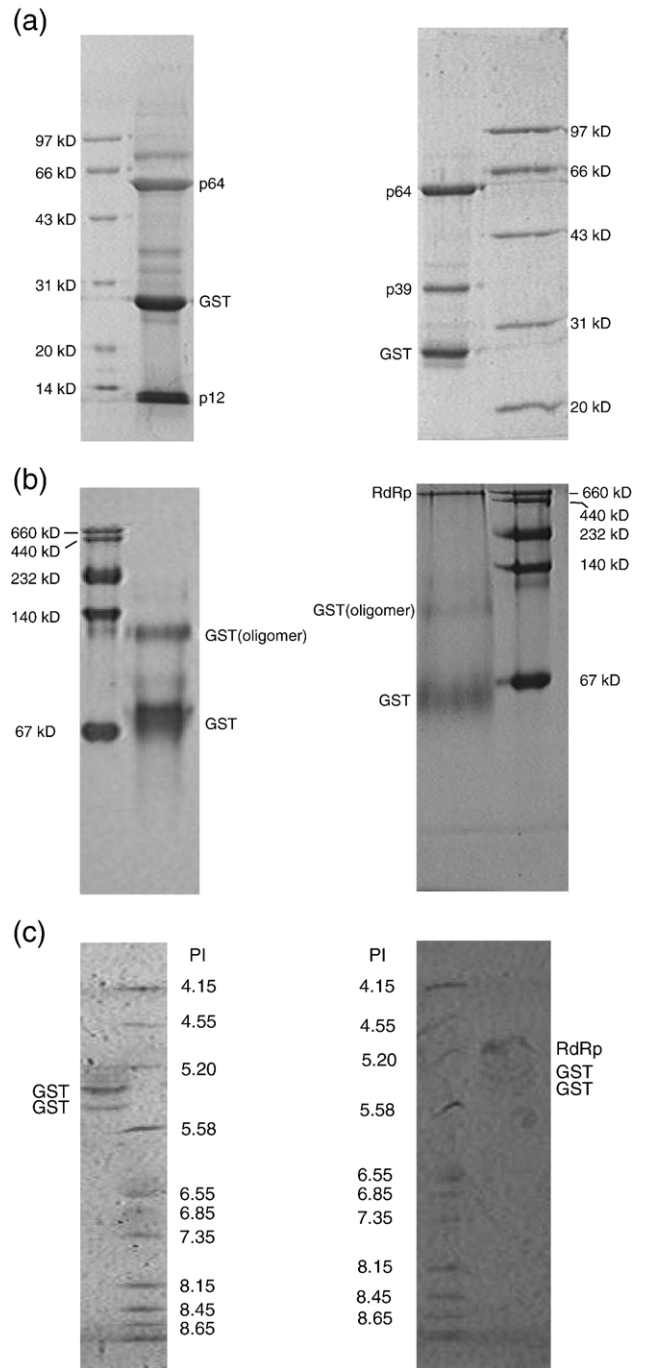 (a)
97 kD
66 kD
43 kD
31 kD
20 kD
14 kD
p64
GST
p12
p64
p39
GST
97 kD
66 kD
43 kD
31 kD
20 kD
(b)
660 kD
440 kD
232 kD
140 kD
67 kD
GST(oligomer)
GST
RdRp
GST(oligomer)
GST
660 kD
440 kD
232 kD
140 kD
67 kD
(c)
GST
GST
PI
4.15
4.55
5.20
5.58
6.55
6.85
7.35
8.15
8.45
8.65
PI
4.15
4.55
5.20
5.58
6.55
6.85
7.35
8.15
8.45
8.65
RdRp
GST
GST